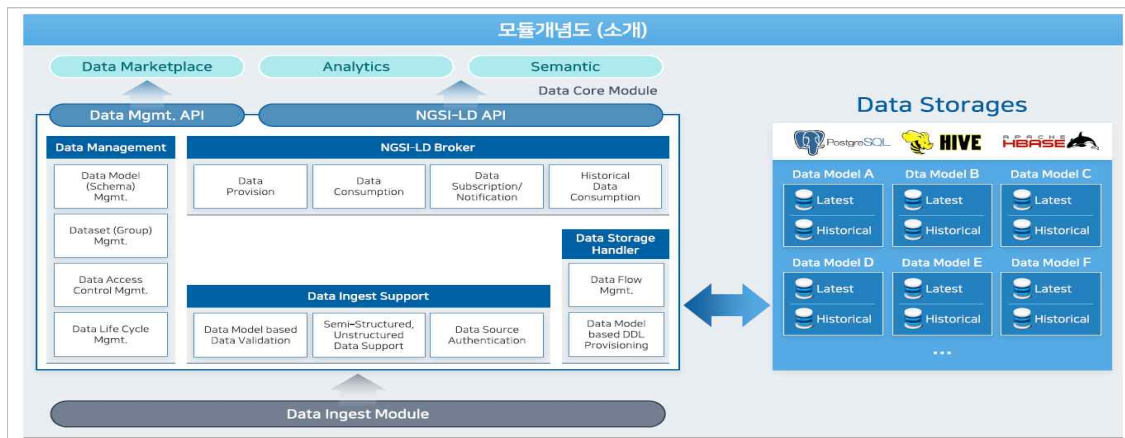 모듈개념도 (소개)
Data Marketplace
Analytics
Semantic
Data Core Module
Data Mgmt. API
NGSI-LD API
Data Management
Data Model
(Schema)
Mgmt.
Dataset (Group)
Mgmt.
Data Access
Control Mgmt.
Data Life Cycle
Mgmt.
NGSI-LD Broker
Data
Provision
Data
Consumption
Data
Subscription/
Notification
Historical
Data
Consumption
Data Storage
Handler
Data Flow
Mgmt.
Data Model
based DDL
Provisioning
Data Ingest Support
Data Model based
Data Validation
Semi-Structured,
Unstructured
Data Support
Data Source
Authentication
Data Ingest Module
Data Storages
PostgreSQL
HIVE
APACHE
HBASE
Data Model A
Latest
Historical
Dta Model B
Latest
Historical
Data Model C
Latest
Historical
Data Model D
Latest
Historical
Data Model E
Latest
Historical
Data Model F
Latest
Historical
...